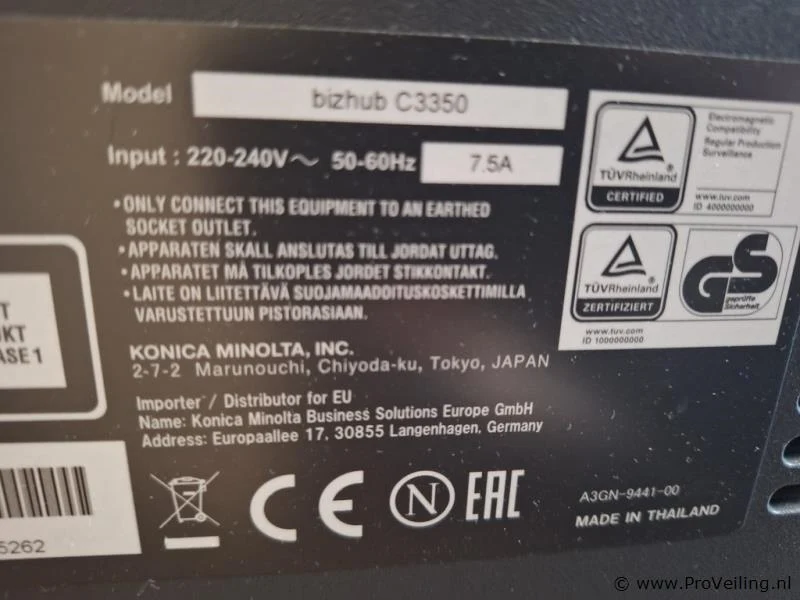 Model bizhub C3350
Input : 220-240V～ 50-60Hz 7.5A
•ONLY CONNECT THIS EQUIPMENT TO AN EARTHED
SOCKET OUTLET.
•APPARATEN SKALL ANSLUTAS TILL JORDAT UTTAG.
•APPARATET MÅ TILKOPLES JORDET STIKKONTAKT.
•LAITE ON LIITETTÄVÄ SUOJAMAADOITUSKOSKETTIMILLA
VARUSTETTUUN PISTORASIAAN.
KONICA MINOLTA, INC.
2-7-2 Marunouchi, Chiyoda-ku, Tokyo, JAPAN
Importer / Distributor for EU
Name: Konica Minolta Business Solutions Europe GmbH
Address: Europaallee 17, 30855 Langenhagen, Germany
TÜVRheinland
CERTIFIED
Electromagnetic
Compatibility
Regular Production
Surveillance
www.tuv.com
ID 4000000000
TÜVRheinland
ZERTIFIZIERT
GS
geprüfte
Sicherheit
www.tuv.com
ID 1000000000
T
UKT
ASE 1
5262
CE
N
EAC
A3GN-9441-00
MADE IN THAILAND
© www.ProVeiling.nl